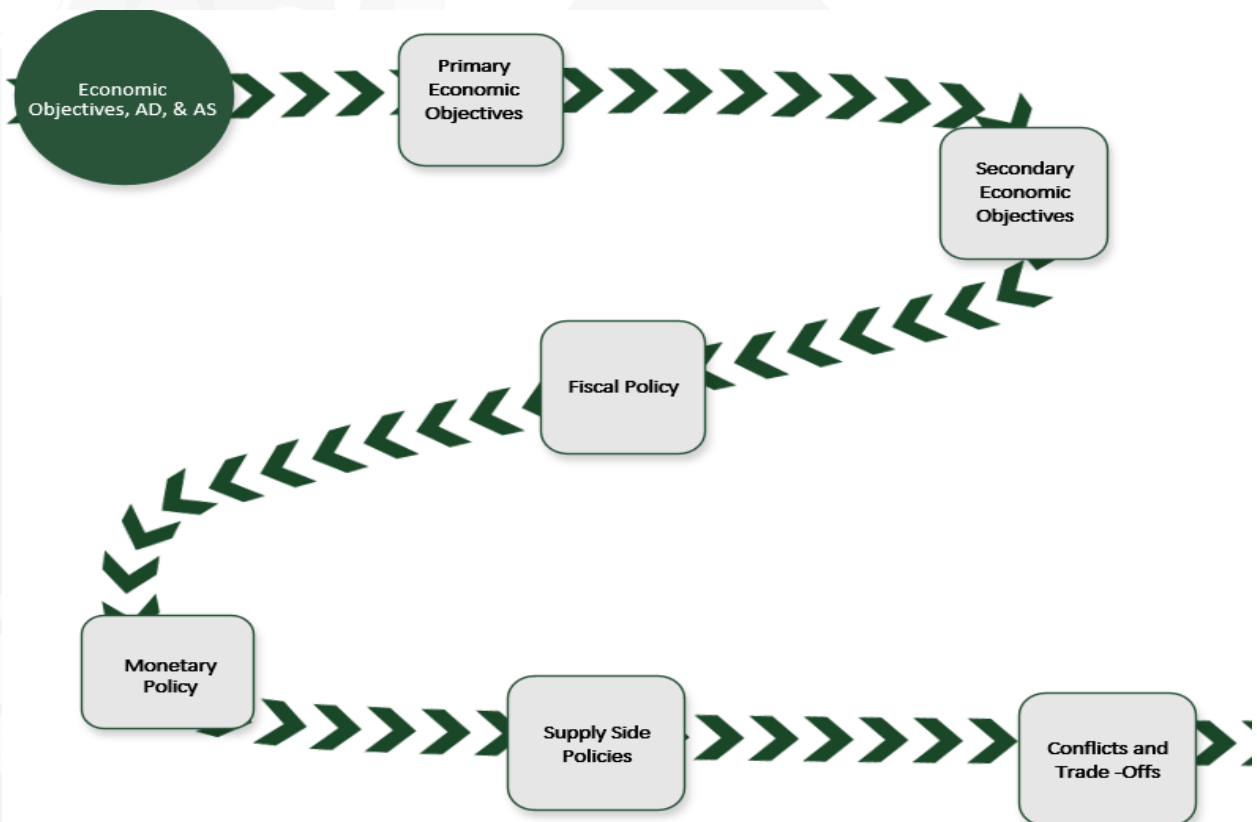 Economic
Objectives, AD, & AS
Primary
Economic
Objectives
Secondary
Economic
Objectives
Fiscal Policy
Monetary
Policy
Supply Side
Policies
Conflicts and
Trade -Offs